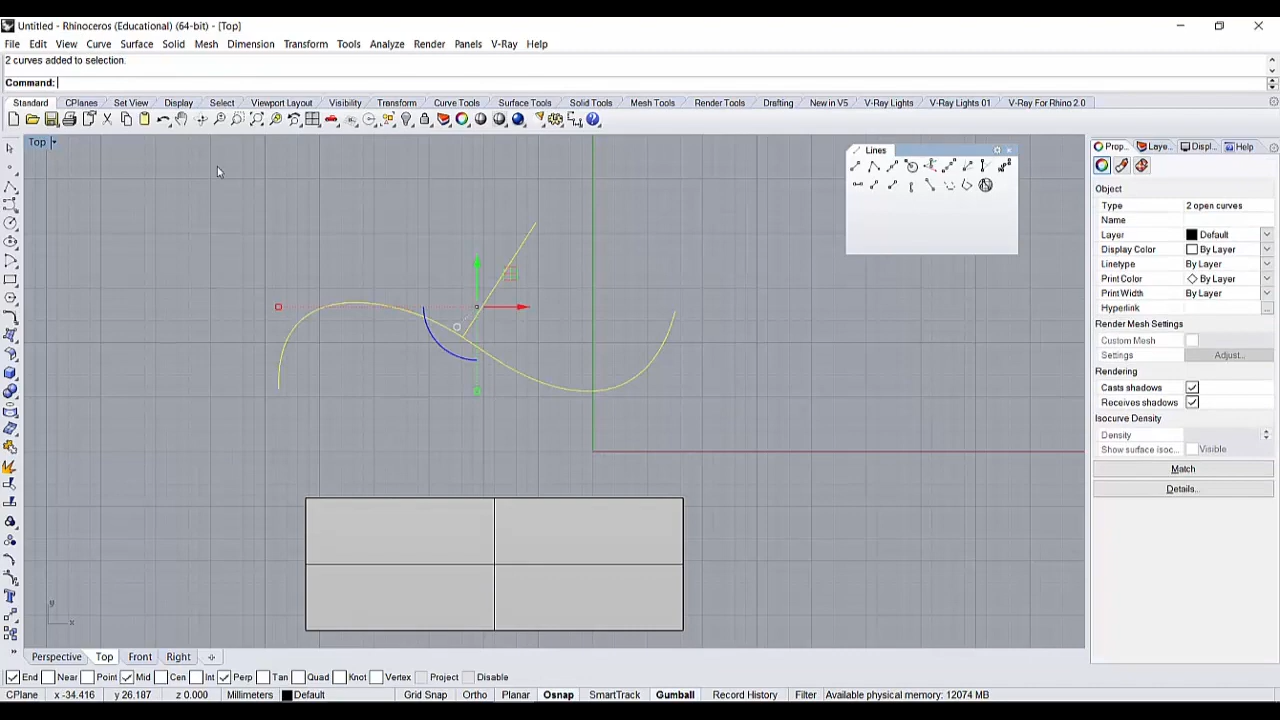 Untitled - Rhinoceros (Educational) (64-bit) - [Top]
File Edit View Curve Surface Solid Mesh Dimension Transform Tools Analyze Render Panels V-Ray Help
2 curves added to selection.
Command:
Standard CPlanes Set View Display Select Viewport Layout Visibility Transform Curve Tools Surface Tools Solid Tools Mesh Tools Render Tools Drafting New in V5 V-Ray Lights V-Ray Lights 01 V-Ray For Rhino 2.0
Top
Lines
Prop... Laye... Displ... Help
Object
Type 2 open curves
Name
Layer Default
Display Color By Layer
Linetype By Layer
Print Color By Layer
Print Width By Layer
Hyperlink ...
Render Mesh Settings
Custom Mesh
Settings Adjust...
Rendering
Casts shadows
Receives shadows
Isocurve Density
Density
Show surface isoc... Visible
Match
Details...
y
x
Perspective Top Front Right
End Near Point Mid Cen Int Perp Tan Quad Knot Vertex Project Disable
CPlane x -34.416 y 26.187 z 0.000 Millimeters Default Grid Snap Ortho Planar Osnap SmartTrack Gumball Record History Filter Available physical memory: 12074 MB